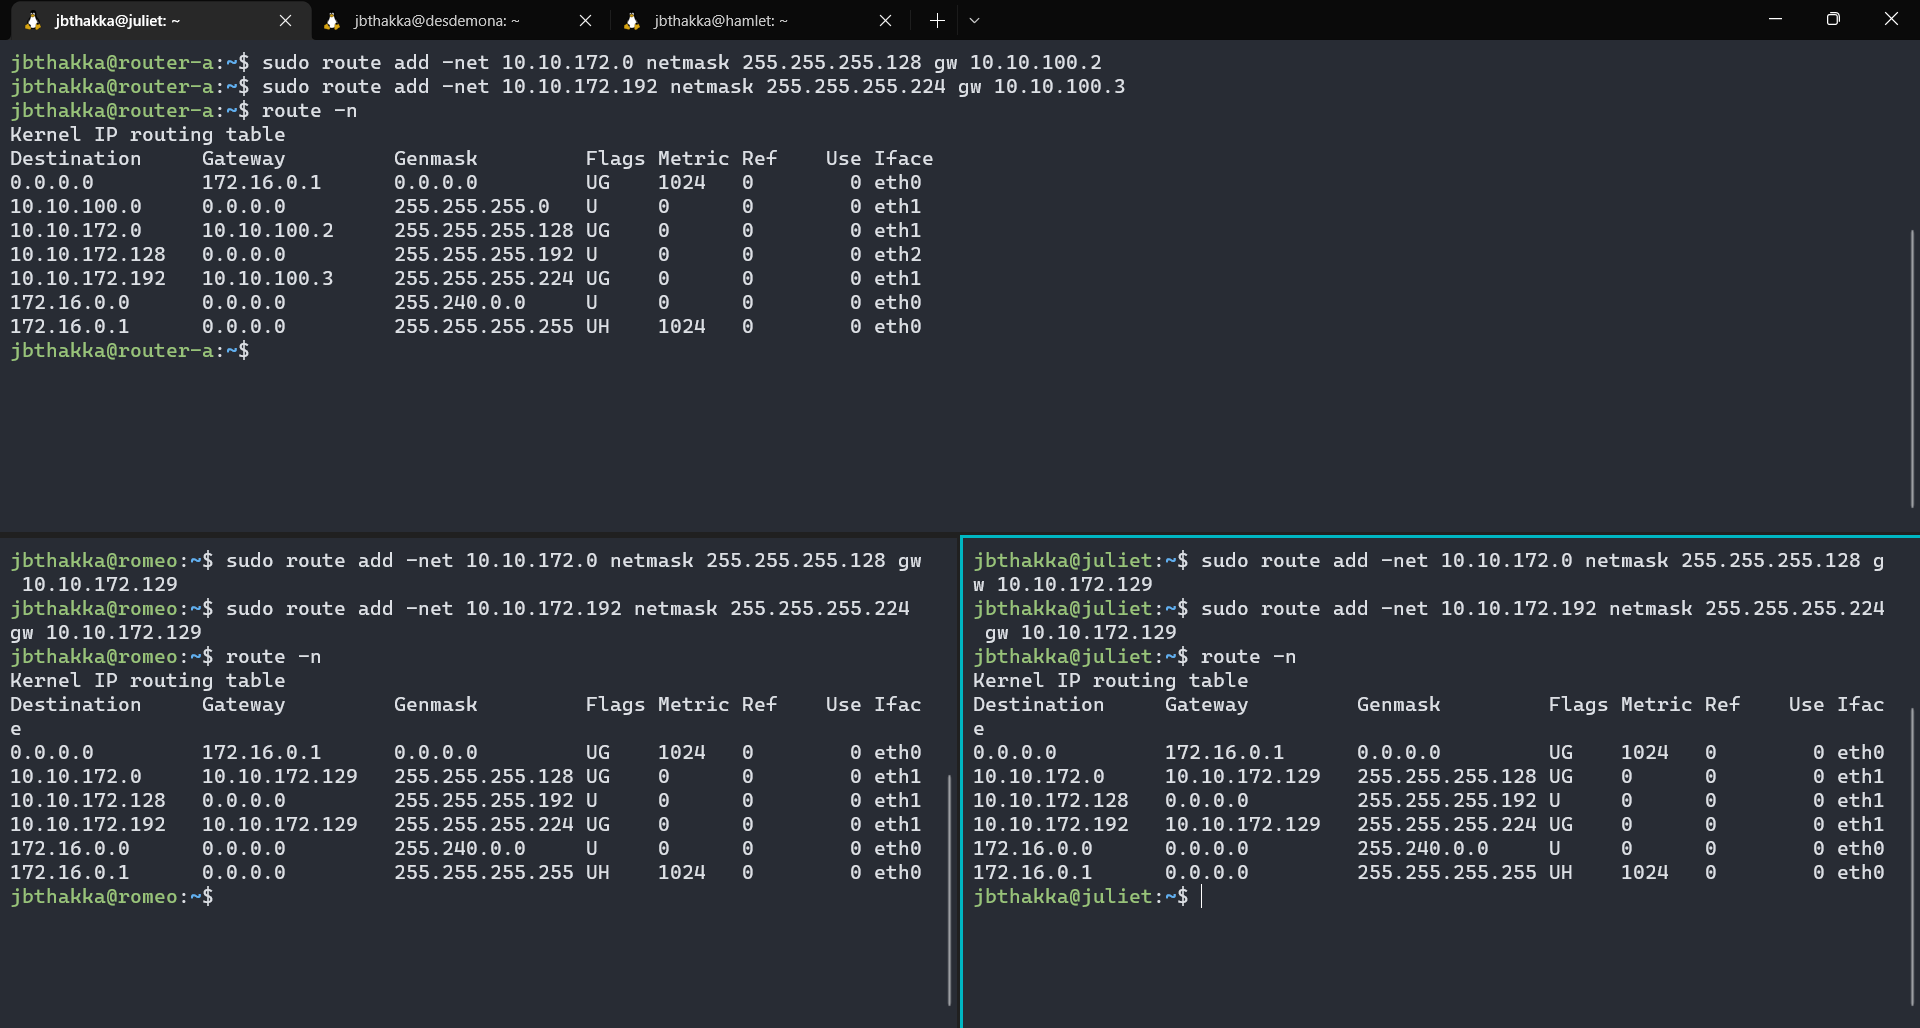 jbthakka@juliet: ~
jbthakka@desdemona: ~
jbthakka@hamlet: ~
jbthakka@router-a:~$ sudo route add -net 10.10.172.0 netmask 255.255.255.128 gw 10.10.100.2
jbthakka@router-a:~$ sudo route add -net 10.10.172.192 netmask 255.255.255.224 gw 10.10.100.3
jbthakka@router-a:~$ route -n
Kernel IP routing table
Destination     Gateway         Genmask         Flags Metric Ref    Use Iface
0.0.0.0         172.16.0.1      0.0.0.0         UG    1024   0        0 eth0
10.10.100.0     0.0.0.0         255.255.255.0   U     0      0        0 eth1
10.10.172.0     10.10.100.2     255.255.255.128 UG    0      0        0 eth1
10.10.172.128   0.0.0.0         255.255.255.192 U     0      0        0 eth2
10.10.172.192   10.10.100.3     255.255.255.224 UG    0      0        0 eth1
172.16.0.0      0.0.0.0         255.240.0.0     U     0      0        0 eth0
172.16.0.1      0.0.0.0         255.255.255.255 UH    1024   0        0 eth0
jbthakka@router-a:~$
jbthakka@romeo:~$ sudo route add -net 10.10.172.0 netmask 255.255.255.128 gw
 10.10.172.129
jbthakka@romeo:~$ sudo route add -net 10.10.172.192 netmask 255.255.255.224
gw 10.10.172.129
jbthakka@romeo:~$ route -n
Kernel IP routing table
Destination     Gateway         Genmask         Flags Metric Ref    Use Ifac
e
0.0.0.0         172.16.0.1      0.0.0.0         UG    1024   0        0 eth0
10.10.172.0     10.10.172.129   255.255.255.128 UG    0      0        0 eth1
10.10.172.128   0.0.0.0         255.255.255.192 U     0      0        0 eth1
10.10.172.192   10.10.172.129   255.255.255.224 UG    0      0        0 eth1
172.16.0.0      0.0.0.0         255.240.0.0     U     0      0        0 eth0
172.16.0.1      0.0.0.0         255.255.255.255 UH    1024   0        0 eth0
jbthakka@romeo:~$
jbthakka@juliet:~$ sudo route add -net 10.10.172.0 netmask 255.255.255.128 g
w 10.10.172.129
jbthakka@juliet:~$ sudo route add -net 10.10.172.192 netmask 255.255.255.224
 gw 10.10.172.129
jbthakka@juliet:~$ route -n
Kernel IP routing table
Destination     Gateway         Genmask         Flags Metric Ref    Use Ifac
e
0.0.0.0         172.16.0.1      0.0.0.0         UG    1024   0        0 eth0
10.10.172.0     10.10.172.129   255.255.255.128 UG    0      0        0 eth1
10.10.172.128   0.0.0.0         255.255.255.192 U     0      0        0 eth1
10.10.172.192   10.10.172.129   255.255.255.224 UG    0      0        0 eth1
172.16.0.0      0.0.0.0         255.240.0.0     U     0      0        0 eth0
172.16.0.1      0.0.0.0         255.255.255.255 UH    1024   0        0 eth0
jbthakka@juliet:~$